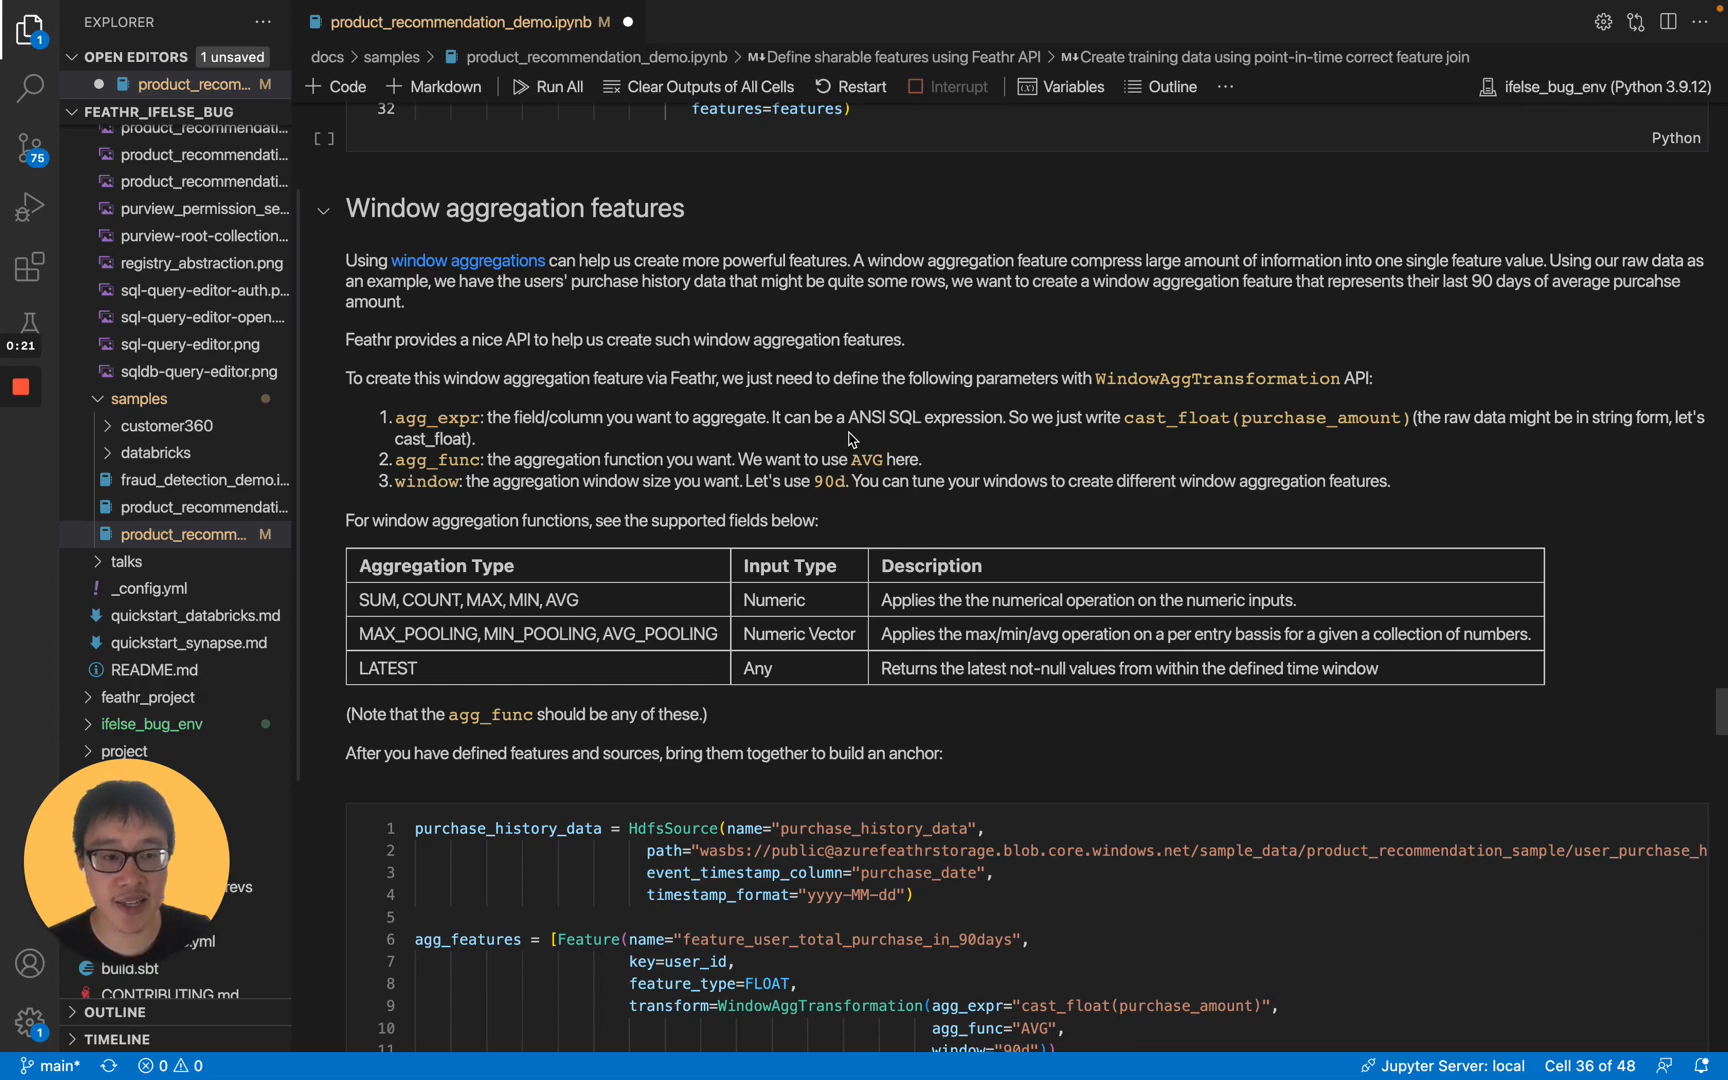 EXPLORER
OPEN EDITORS 1 unsaved
product_recom... M
FEATHR_IFELSE_BUG
product_recommendati...
product_recommendati...
product_recommendati...
purview_permission_se...
purview-root-collection...
registry_abstraction.png
sql-query-editor-auth.p...
sql-query-editor-open....
sql-query-editor.png
sqldb-query-editor.png
samples
customer360
databricks
fraud_detection_demo.i...
product_recommendati...
product_recomm... M
talks
! _config.yml
quickstart_databricks.md
quickstart_synapse.md
README.md
feathr_project
ifelse_bug_env
project
revs
.yml
build.sbt
CONTRIBUTING.md
OUTLINE
TIMELINE
1
75
0:21
1
product_recommendation_demo.ipynb M
docs > samples > product_recommendation_demo.ipynb > M↓Define sharable features using Feathr API > M↓Create training data using point-in-time correct feature join
+ Code + Markdown Run All Clear Outputs of All Cells Restart Interrupt Variables Outline ... ifelse_bug_env (Python 3.9.12)
32 features=features)
[ ] Python
Window aggregation features
Using window aggregations can help us create more powerful features. A window aggregation feature compress large amount of information into one single feature value. Using our raw data as
an example, we have the users' purchase history data that might be quite some rows, we want to create a window aggregation feature that represents their last 90 days of average purcahse
amount.
Feathr provides a nice API to help us create such window aggregation features.
To create this window aggregation feature via Feathr, we just need to define the following parameters with WindowAggTransformation API:
1. agg_expr: the field/column you want to aggregate. It can be a ANSI SQL expression. So we just write cast_float(purchase_amount)(the raw data might be in string form, let's
cast_float).
2. agg_func: the aggregation function you want. We want to use AVG here.
3. window: the aggregation window size you want. Let's use 90d. You can tune your windows to create different window aggregation features.
For window aggregation functions, see the supported fields below:
Aggregation Type Input Type Description
SUM, COUNT, MAX, MIN, AVG Numeric Applies the the numerical operation on the numeric inputs.
MAX_POOLING, MIN_POOLING, AVG_POOLING Numeric Vector Applies the max/min/avg operation on a per entry bassis for a given a collection of numbers.
LATEST Any Returns the latest not-null values from within the defined time window
(Note that the agg_func should be any of these.)
After you have defined features and sources, bring them together to build an anchor:
1 purchase_history_data = HdfsSource(name="purchase_history_data",
2 path="wasbs://public@azurefeathrstorage.blob.core.windows.net/sample_data/product_recommendation_sample/user_purchase_h
3 event_timestamp_column="purchase_date",
4 timestamp_format="yyyy-MM-dd")
5
6 agg_features = [Feature(name="feature_user_total_purchase_in_90days",
7 key=user_id,
8 feature_type=FLOAT,
9 transform=WindowAggTransformation(agg_expr="cast_float(purchase_amount)",
10 agg_func="AVG",
11 window="90d"))
main* 0 0 Jupyter Server: local Cell 36 of 48